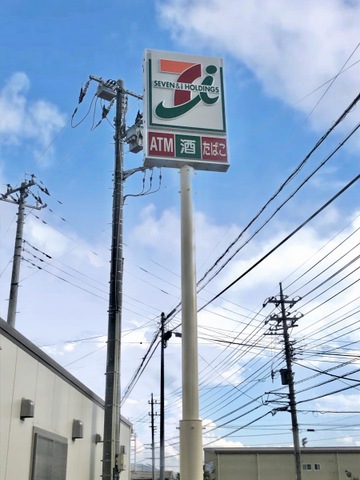 SEVEN&i HOLDINGS
ATM 酒 たばこ